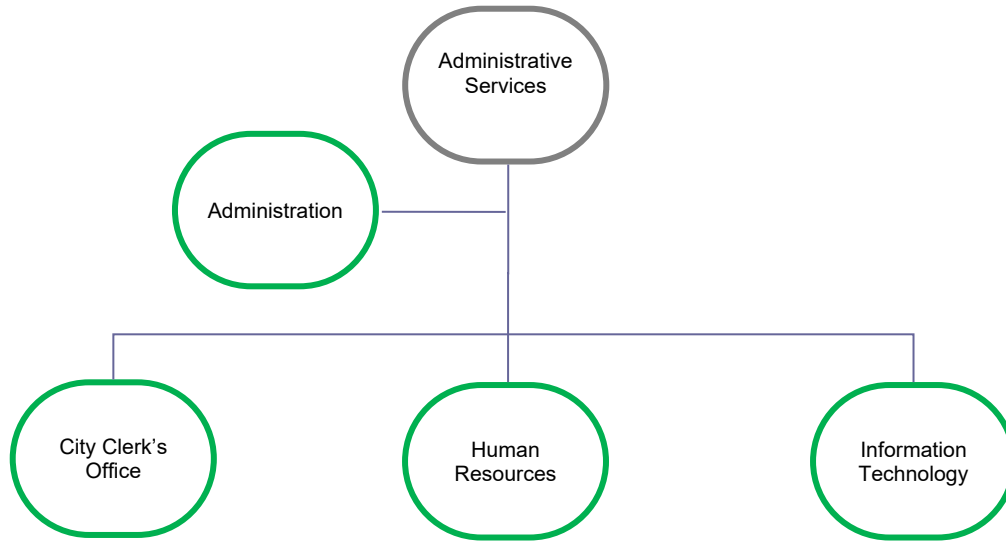 Administrative
Services
Administration
City Clerk’s
Office
Human
Resources
Information
Technology